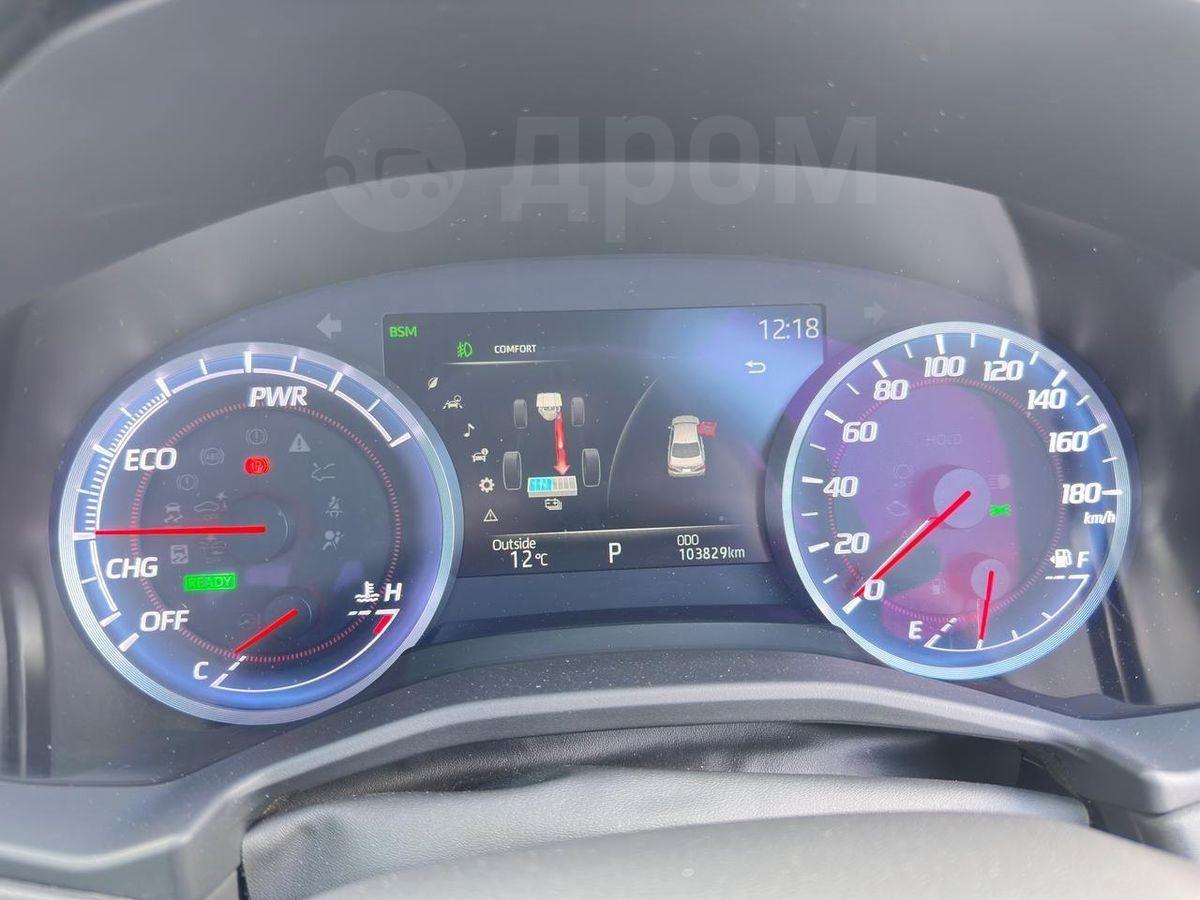 дром
BSM
COMFORT
12:18
PWR
ECO
CHG
OFF
READY
C
H
Outside
12°C
P
ODO
103829km
HOLD
0
20
40
60
80
100
120
140
160
180
km/h
E
F